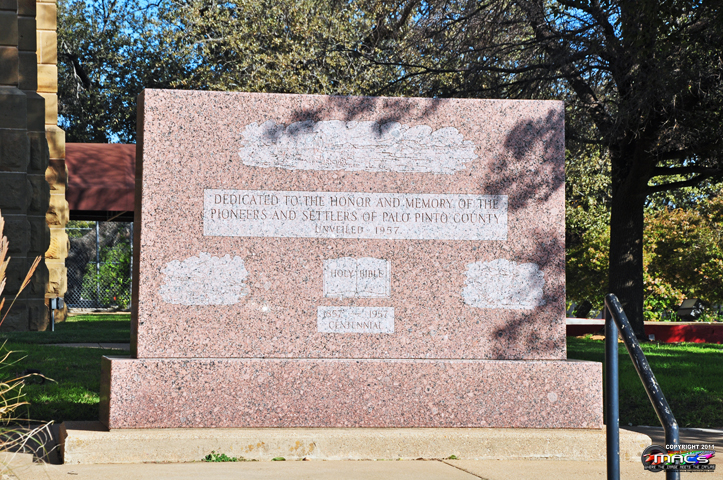 DEDICATED TO THE HONOR AND MEMORY OF THE
PIONEERS AND SETTLERS OF PALO PINTO COUNTY
UNVEILED - 1957
HOLY BIBLE
1857 - 1957
CENTENNIAL
COPYRIGHT 2011
MACS